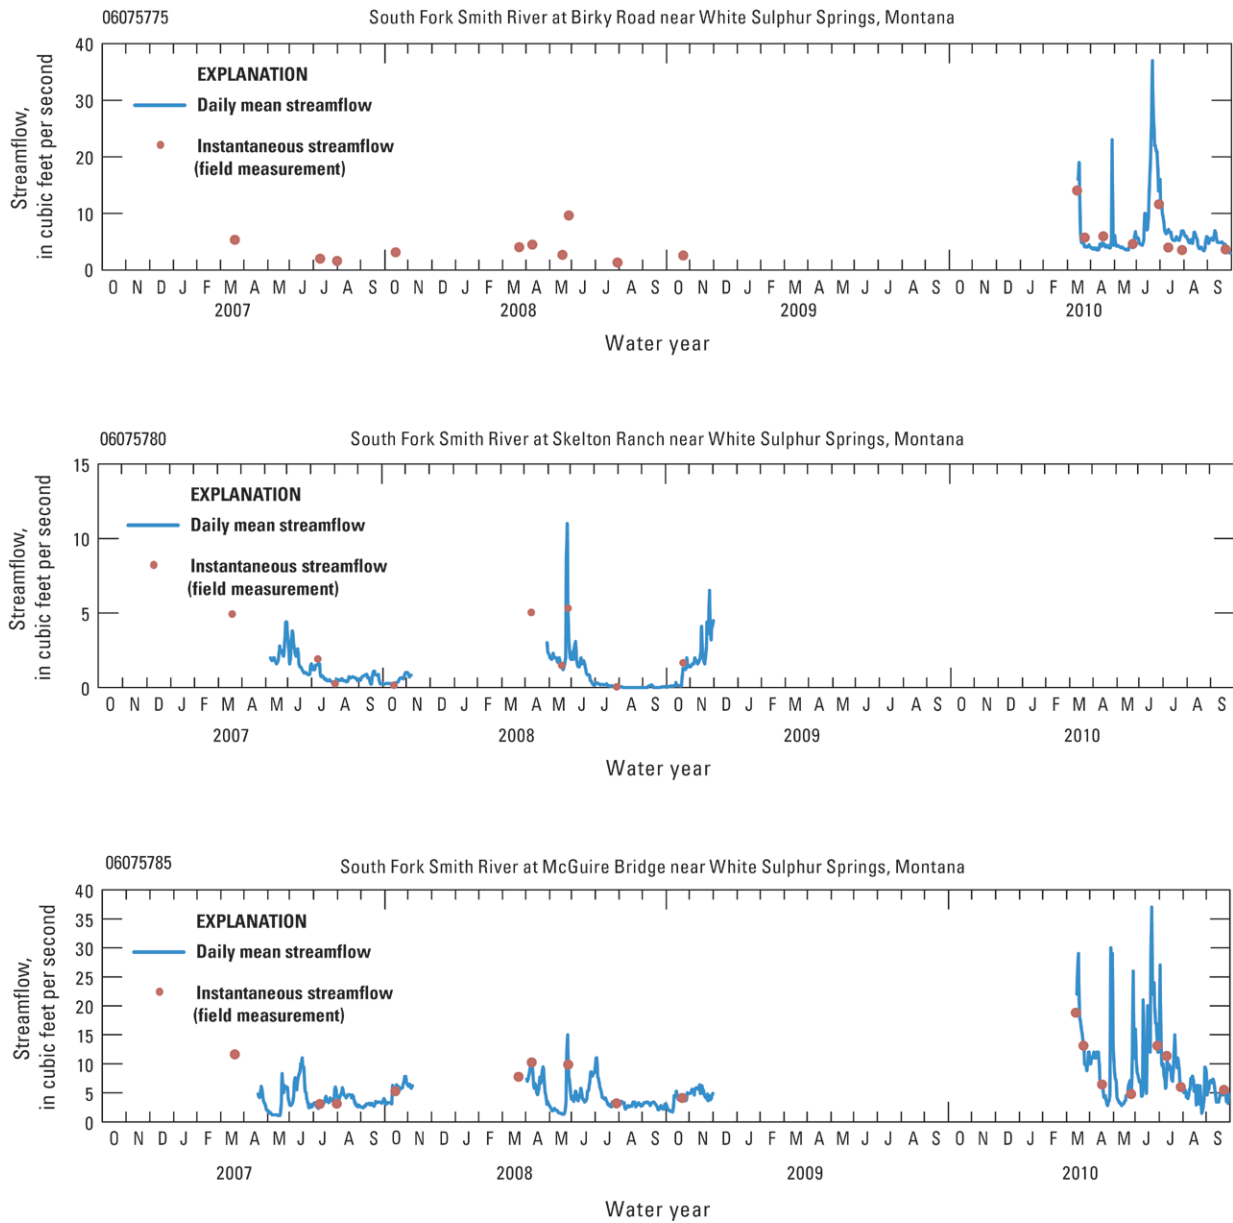 06075775
South Fork Smith River at Birky Road near White Sulphur Springs, Montana
Streamflow,
in cubic feet per second
40
30
20
10
0
EXPLANATION
Daily mean streamflow
Instantaneous streamflow
(field measurement)
O N D J F M A M J J A S O N D J F M A M J J A S O N D J F M A M J J A S O N D J F M A M J J A S
2007 2008 2009 2010
Water year
06075780
South Fork Smith River at Skelton Ranch near White Sulphur Springs, Montana
Streamflow,
in cubic feet per second
15
10
5
0
EXPLANATION
Daily mean streamflow
Instantaneous streamflow
(field measurement)
O N D J F M A M J J A S O N D J F M A M J J A S O N D J F M A M J J A S O N D J F M A M J J A S
2007 2008 2009 2010
Water year
06075785
South Fork Smith River at McGuire Bridge near White Sulphur Springs, Montana
Streamflow,
in cubic feet per second
40
35
30
25
20
15
10
5
0
EXPLANATION
Daily mean streamflow
Instantaneous streamflow
(field measurement)
O N D J F M A M J J A S O N D J F M A M J J A S O N D J F M A M J J A S O N D J F M A M J J A S
2007 2008 2009 2010
Water year